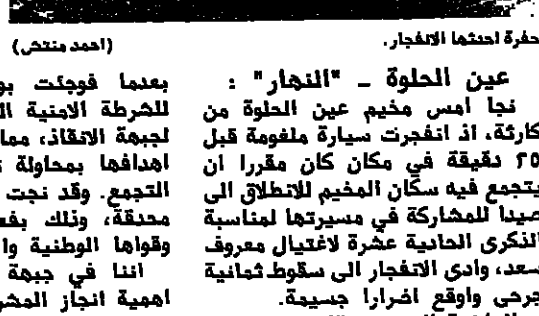 حفرة احدثها الانفجار.
(احمد منتش)
عين الحلوة ـ "النهار" :
نجا امس مخيم عين الحلوة من
كارثة، اذ انفجرت سيارة ملغومة قبل
٢٥ دقيقة في مكان كان مقررا ان
يتجمع فيه سكان المخيم للانطلاق الى
صيدا للمشاركة في مسيرتها لمناسبة
الذكرى الحادية عشرة لاغتيال معروف
سعد، وادى الانفجار الى سقوط ثمانية
جرحى واوقع اضرارا جسيمة.
بعدما فوجئت
للشرطة الامنية
لجبهة الانقاذ، مما
اهدافها بمحاولة
التجمع. وقد نجت
محدقة، وذلك
وقواها الوطنية
اننا في جبهة
اهمية انجاز